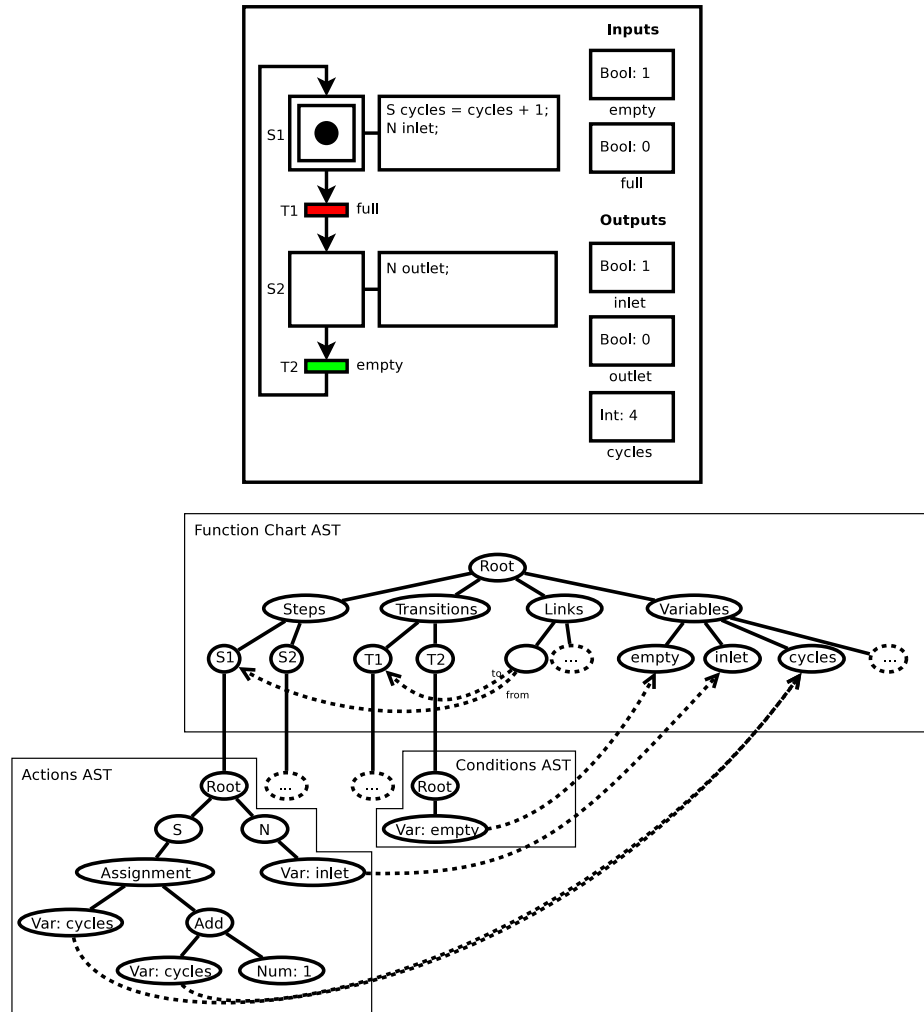 Inputs
Bool: 1
empty
Bool: 0
full
Outputs
Bool: 1
inlet
Bool: 0
outlet
Int: 4
cycles
S1
S cycles = cycles + 1;
N inlet;
T1
full
S2
N outlet;
T2
empty
Function Chart AST
Root
Steps
Transitions
Links
Variables
S1
S2
T1
T2
...
empty
inlet
cycles
...
to
from
Actions AST
Conditions AST
Root
...
...
Root
S
N
Var: empty
Assignment
Var: inlet
Var: cycles
Add
Var: cycles
Num: 1